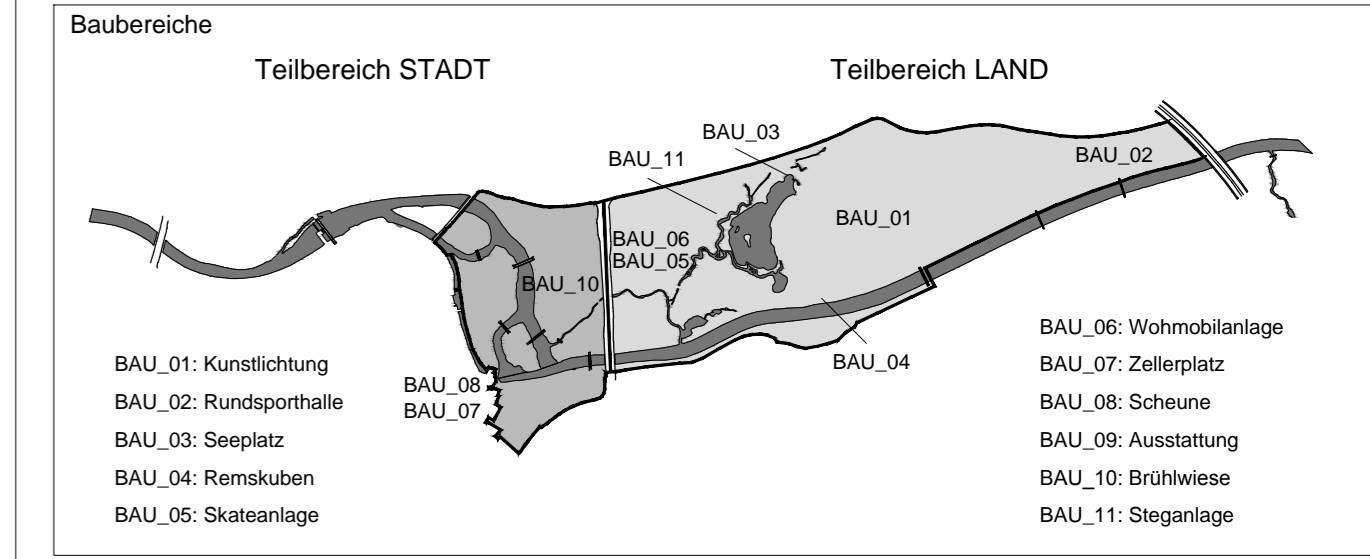 Baubereiche
Teilbereich STADT
Teilbereich LAND
BAU_03
BAU_11
BAU_02
BAU_01
BAU_06
BAU_05
BAU_10
BAU_04
BAU_08
BAU_07
BAU_01: Kunstlichtung
BAU_02: Rundsporthalle
BAU_03: Seeplatz
BAU_04: Remskuben
BAU_05: Skateanlage
BAU_06: Wohmobilanlage
BAU_07: Zellerplatz
BAU_08: Scheune
BAU_09: Ausstattung
BAU_10: Brühlwiese
BAU_11: Steganlage